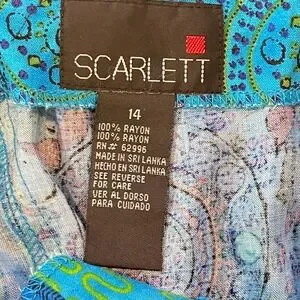 SCARLETT
14
100% RAYON
100% RAYON
RN# 62996
MADE IN SRI LANKA
HECHO EN SRI LANKA
SEE REVERSE
FOR CARE
VER AL DORSO
PARA CUIDADO